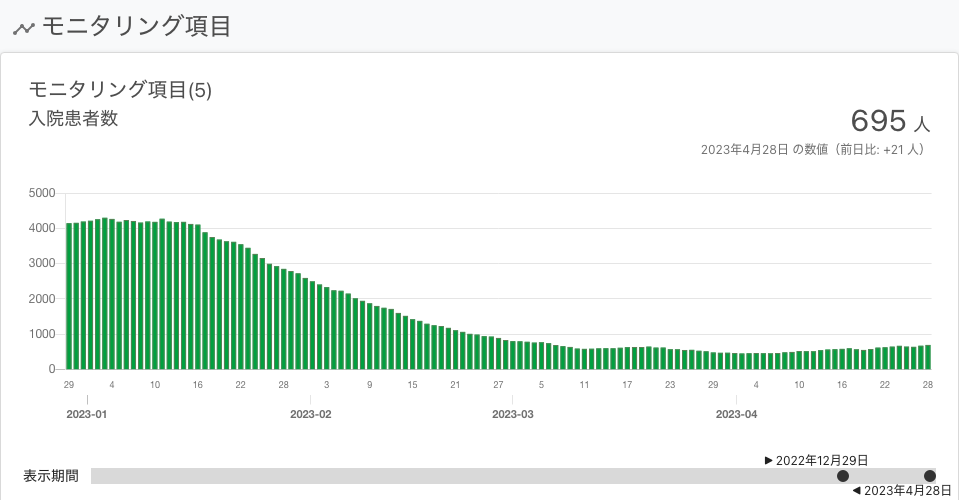 モニタリング項目
モニタリング項目(5)
入院患者数
695 人
2023年4月28日 の数値（前日比: +21 人）
5000
4000
3000
2000
1000
0
29 4 10 16 22 28 3 9 15 21 27 5 11 17 23 29 4 10 16 22 28
2023-01 2023-02 2023-03 2023-04
▶ 2022年12月29日
表示期間
◀ 2023年4月28日